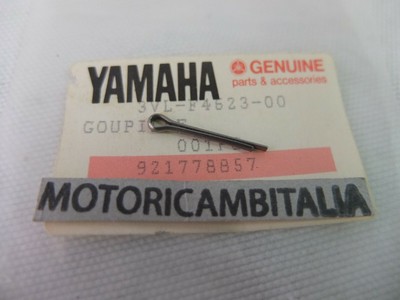 YAMAHA
GENUINE
parts & accessories
3VL-F4623-00
921778857
MOTORICAMBITALIA